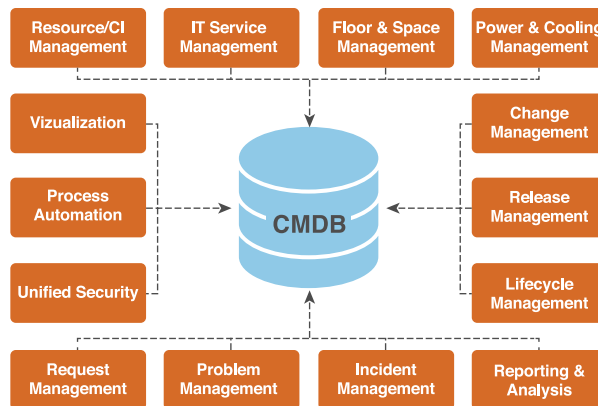 Resource/CI
Management
IT Service
Management
Floor & Space
Management
Power & Cooling
Management
Vizualization
Change
Management
Process
Automation
CMDB
Release
Management
Unified Security
Lifecycle
Management
Request
Management
Problem
Management
Incident
Management
Reporting &
Analysis